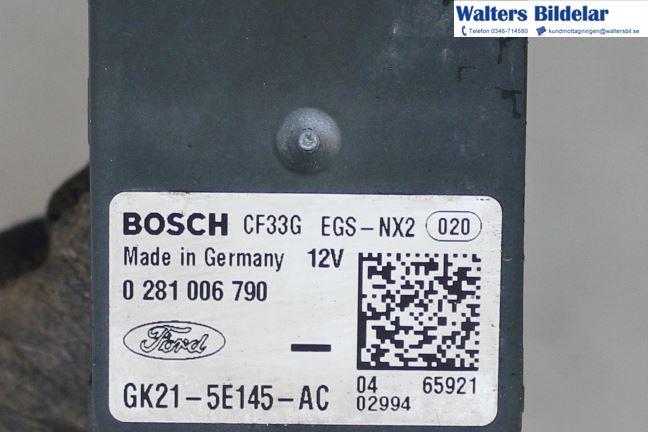 Walters Bildelar
Telefon 0346-714580 kundmottagningen@waltersbil.se
BOSCH CF33G EGS-NX2 020
Made in Germany 12V
0 281 006 790
Ford
GK21-5E145-AC
04 65921
02994